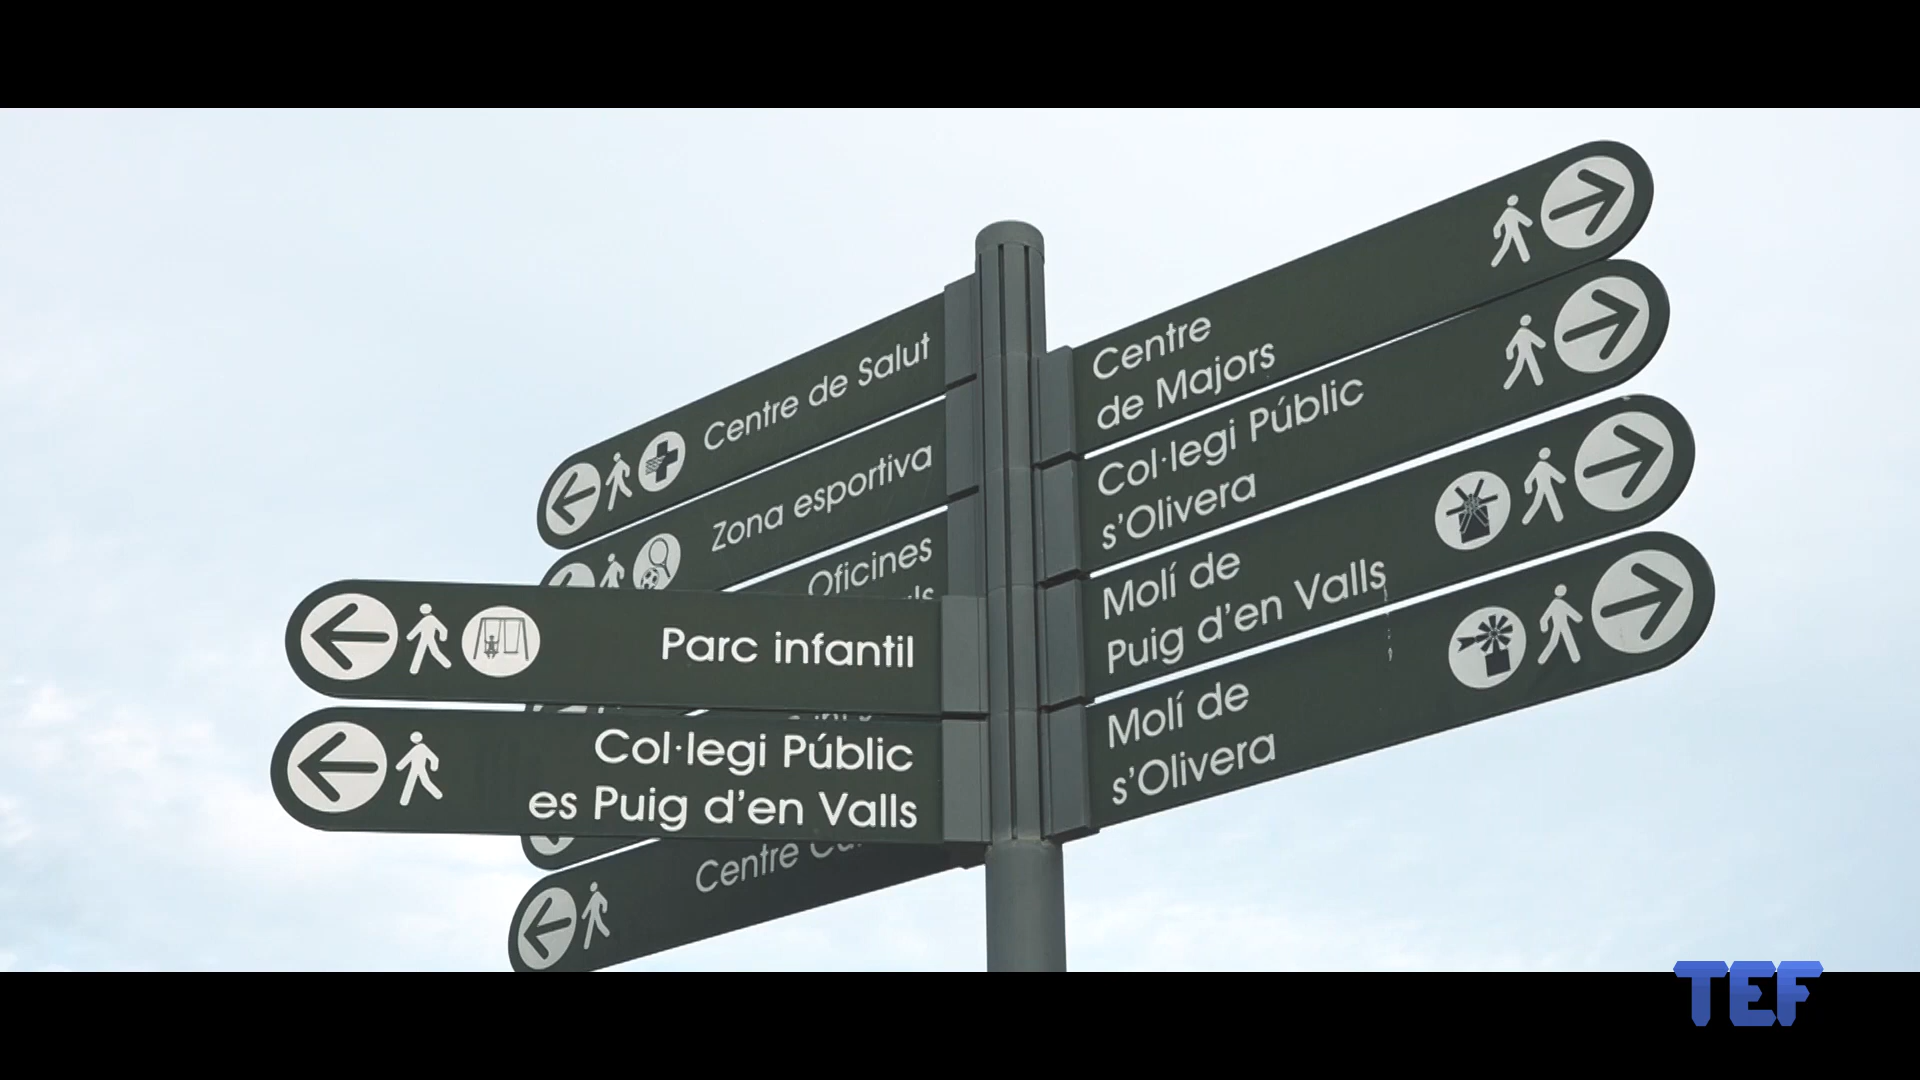 Centre de Salut
Zona esportiva
Oficines
Parc infantil
Col·legi Públic
es Puig d'en Valls
Centre
Centre
de Majors
Col·legi Públic
s'Olivera
Molí de
Puig d'en Valls
Molí de
s'Olivera
TEF